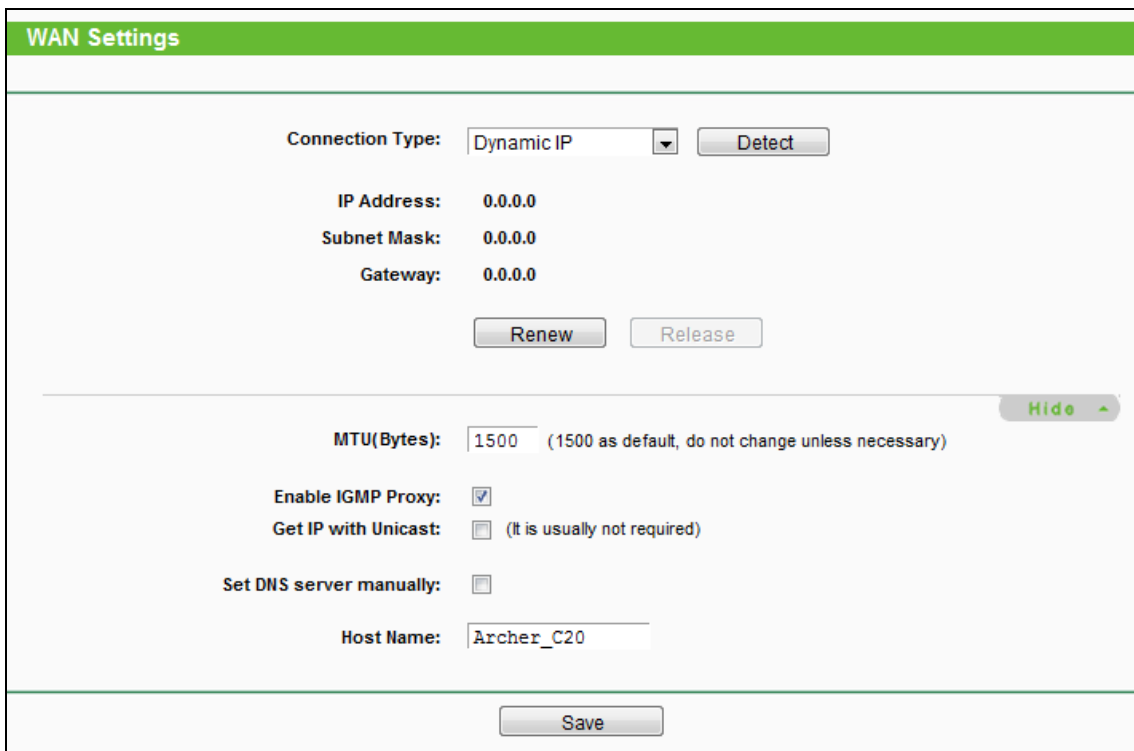 WAN Settings
Connection Type: Dynamic IP Detect
IP Address: 0.0.0.0
Subnet Mask: 0.0.0.0
Gateway: 0.0.0.0
Renew Release
Hide
MTU(Bytes): 1500 (1500 as default, do not change unless necessary)
Enable IGMP Proxy:
Get IP with Unicast: (It is usually not required)
Set DNS server manually:
Host Name: Archer_C20
Save